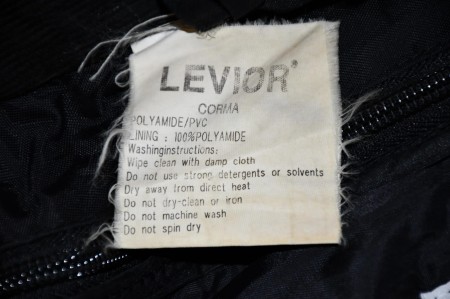 LEVIOR
CORMA
POLYAMIDE/PVC
LINING : 100%POLYAMIDE
Washinginstructions:
Wipe clean with damp cloth
Do not use strong detergents or solvents
Dry away from direct heat
Do not dry-clean or iron
Do not machine wash
Do not spin dry